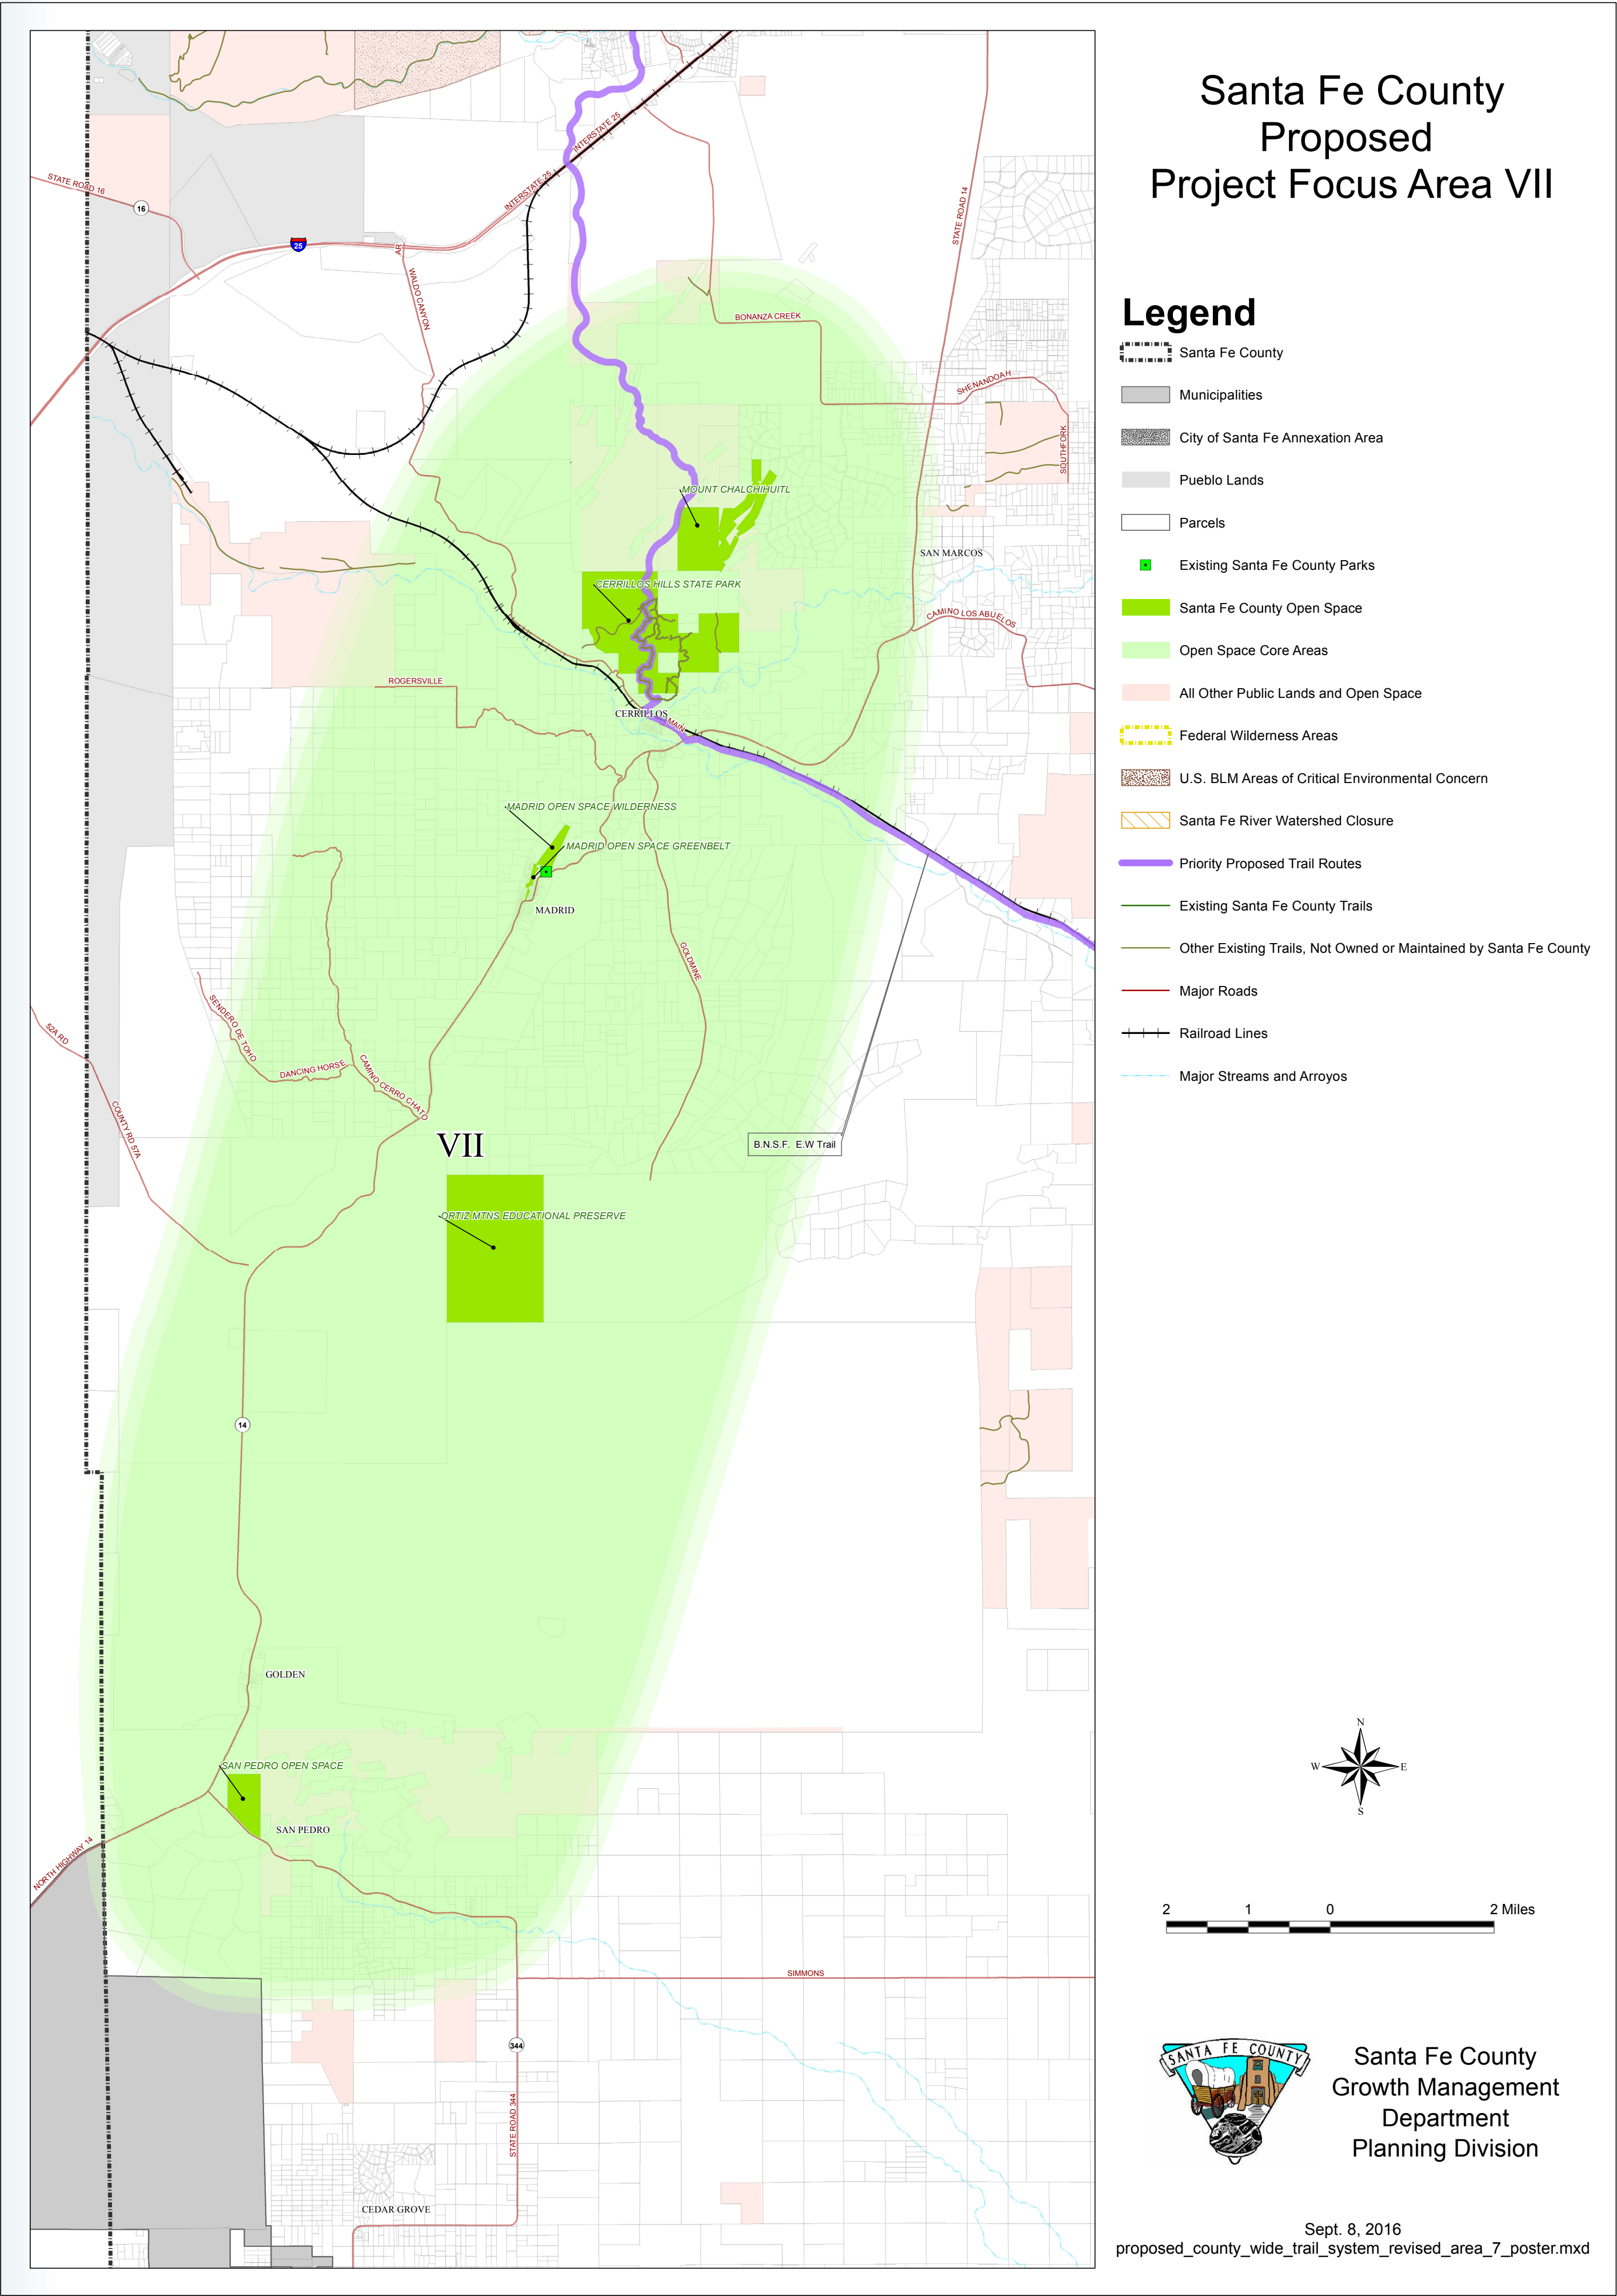 Santa Fe County
Proposed
Project Focus Area VII
Legend
Santa Fe County
Municipalities
City of Santa Fe Annexation Area
Pueblo Lands
Parcels
Existing Santa Fe County Parks
Santa Fe County Open Space
Open Space Core Areas
All Other Public Lands and Open Space
Federal Wilderness Areas
U.S. BLM Areas of Critical Environmental Concern
Santa Fe River Watershed Closure
Priority Proposed Trail Routes
Existing Santa Fe County Trails
Other Existing Trails, Not Owned or Maintained by Santa Fe County
Major Roads
Railroad Lines
Major Streams and Arroyos
INTERSTATE 25
INTERSTATE 25
STATE ROAD 16
16
25
AR
WALDO CANYON
STATE ROAD 14
BONANZA CREEK
SHENANDOAH
SOUTHFORK
MOUNT CHALCHIHUITL
SAN MARCOS
CERRILLOS HILLS STATE PARK
CAMINO LOS ABUELOS
ROGERSVILLE
CERRILLOS
MAIN
MADRID OPEN SPACE WILDERNESS
MADRID OPEN SPACE GREENBELT
MADRID
GOLDMINE
SENDERO DE TOHO
DANCING HORSE
CAMINO CERRO CHATO
52A RD
COUNTY RD 57A
VII
B.N.S.F. E.W Trail
ORTIZ MTNS EDUCATIONAL PRESERVE
14
GOLDEN
SAN PEDRO OPEN SPACE
SAN PEDRO
NORTH HIGHWAY 14
SIMMONS
344
STATE ROAD 344
CEDAR GROVE
N
W
E
S
2 1 0 2 Miles
SANTA FE COUNTY
Santa Fe County
Growth Management
Department
Planning Division
Sept. 8, 2016
proposed_county_wide_trail_system_revised_area_7_poster.mxd